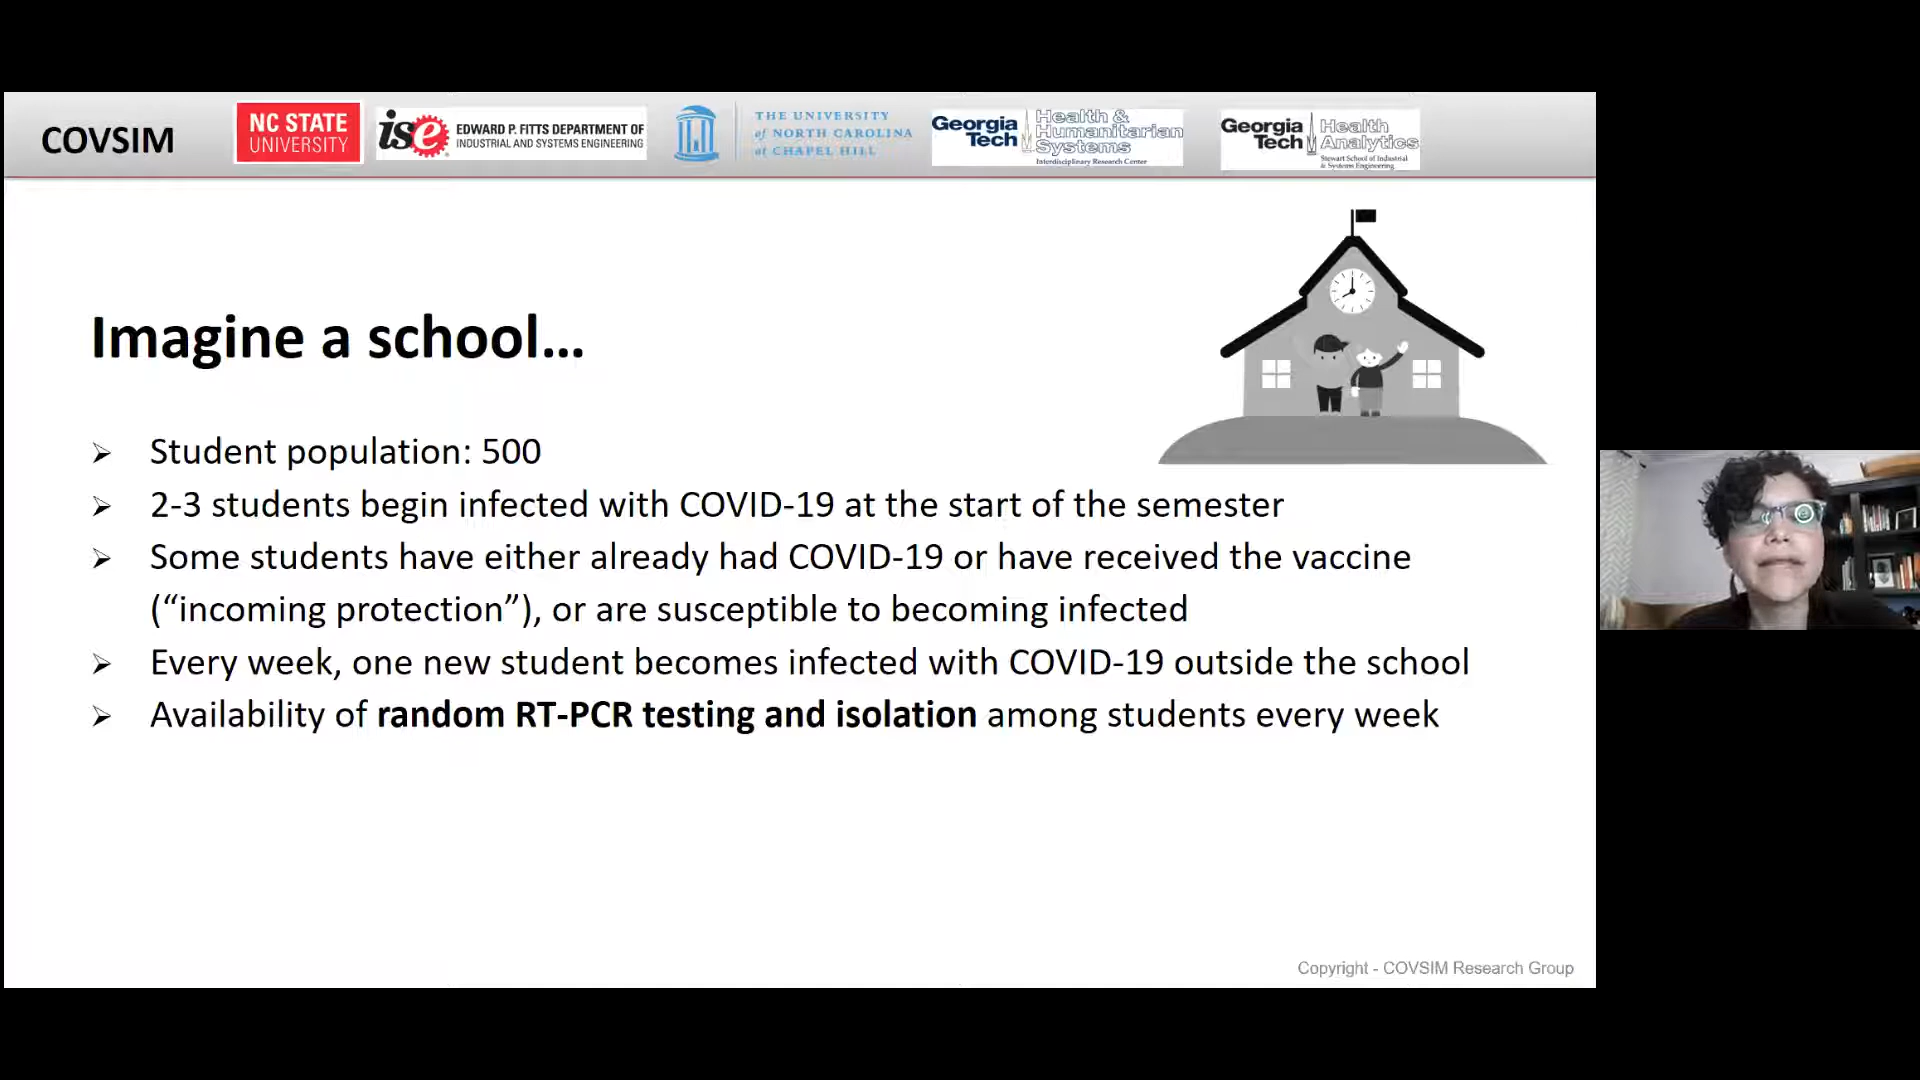 COVSIM
NC STATE
UNIVERSITY
ise
EDWARD P. FITTS DEPARTMENT OF
INDUSTRIAL AND SYSTEMS ENGINEERING
THE UNIVERSITY
of NORTH CAROLINA
at CHAPEL HILL
Georgia
Tech
Health &
Humanitarian
Systems
Interdisciplinary Research Center
Georgia
Tech
Health
Analytics
Stewart School of Industrial
& Systems Engineering
Imagine a school...
➢ Student population: 500
➢ 2-3 students begin infected with COVID-19 at the start of the semester
➢ Some students have either already had COVID-19 or have received the vaccine
(“incoming protection”), or are susceptible to becoming infected
➢ Every week, one new student becomes infected with COVID-19 outside the school
➢ Availability of random RT-PCR testing and isolation among students every week
Copyright - COVSIM Research Group